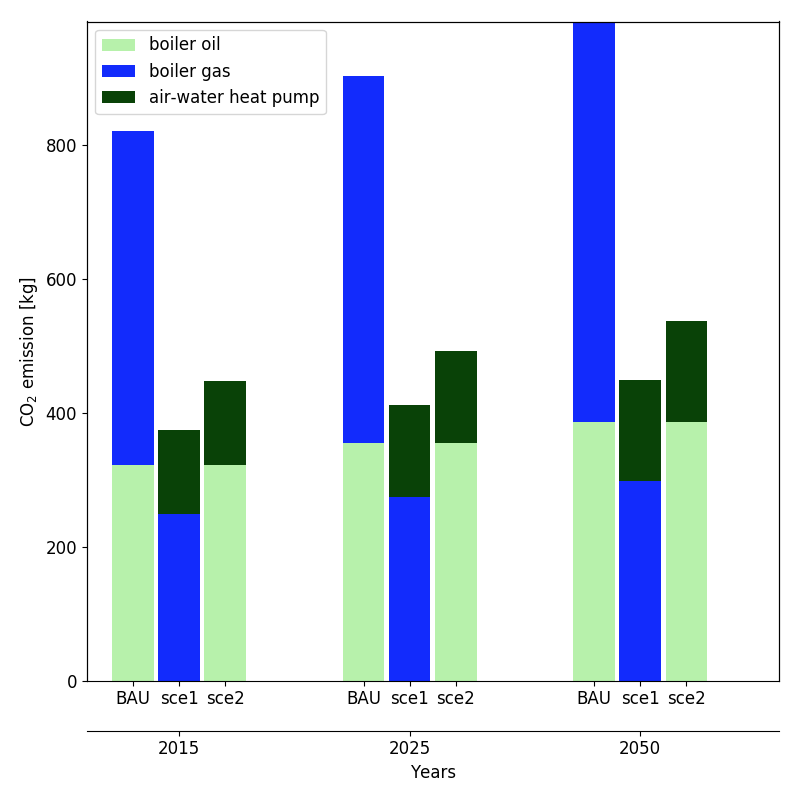 boiler oil
boiler gas
air-water heat pump
800
600
400
200
0
CO₂ emission [kg]
BAU sce1 sce2 BAU sce1 sce2 BAU sce1 sce2
2015 2025 2050
Years